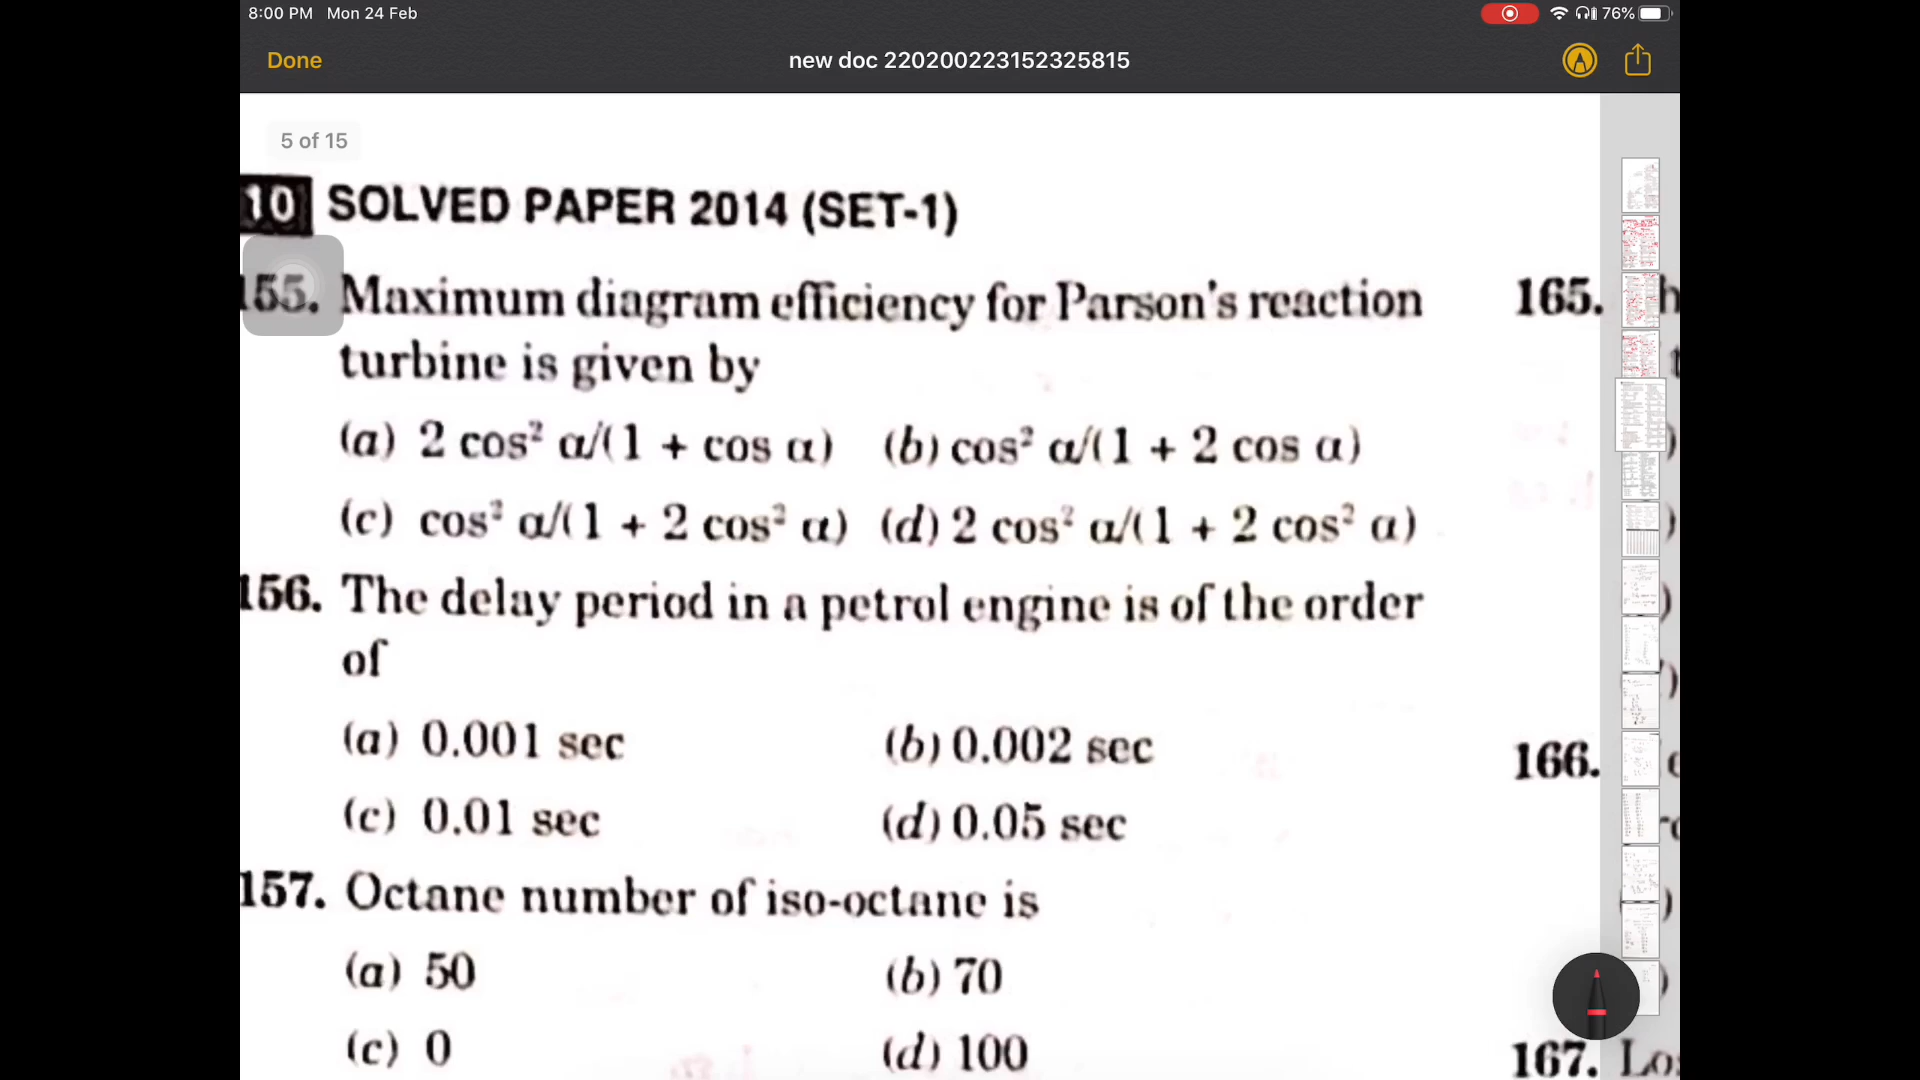 8:00 PM Mon 24 Feb
76%
Done
new doc 220200223152325815
5 of 15
10 SOLVED PAPER 2014 (SET-1)
155. Maximum diagram efficiency for Parson's reaction
turbine is given by
(a) 2 cos² α/(1 + cos α) (b) cos² α/(1 + 2 cos α)
(c) cos² α/(1 + 2 cos² α) (d) 2 cos² α/(1 + 2 cos² α)
156. The delay period in a petrol engine is of the order
of
(a) 0.001 sec (b) 0.002 sec
(c) 0.01 sec (d) 0.05 sec
157. Octane number of iso-octane is
(a) 50 (b) 70
(c) 0 (d) 100
165.
166.
167.